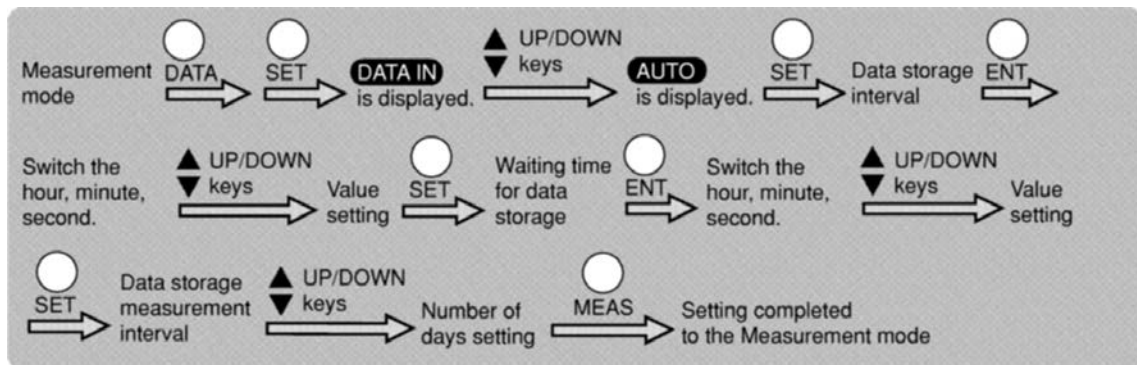 Measurement mode
DATA
SET
DATA IN
is displayed.
UP/DOWN
keys
AUTO
is displayed.
SET
Data storage
interval
ENT
Switch the
hour, minute,
second.
UP/DOWN
keys
Value
setting
SET
Waiting time
for data
storage
ENT
Switch the
hour, minute,
second.
UP/DOWN
keys
Value
setting
SET
Data storage
measurement
interval
UP/DOWN
keys
Number of
days setting
MEAS
Setting completed
to the Measurement mode